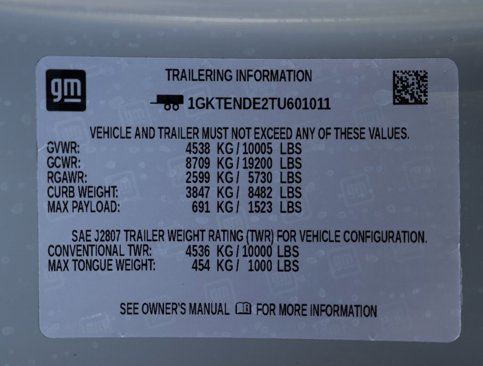 gm
TRAILERING INFORMATION
1GKTENDE2TU601011
VEHICLE AND TRAILER MUST NOT EXCEED ANY OF THESE VALUES.
GVWR: 4538 KG / 10005 LBS
GCWR: 8709 KG / 19200 LBS
RGAWR: 2599 KG / 5730 LBS
CURB WEIGHT: 3847 KG / 8482 LBS
MAX PAYLOAD: 691 KG / 1523 LBS
SAE J2807 TRAILER WEIGHT RATING (TWR) FOR VEHICLE CONFIGURATION.
CONVENTIONAL TWR: 4536 KG / 10000 LBS
MAX TONGUE WEIGHT: 454 KG / 1000 LBS
SEE OWNER'S MANUAL FOR MORE INFORMATION